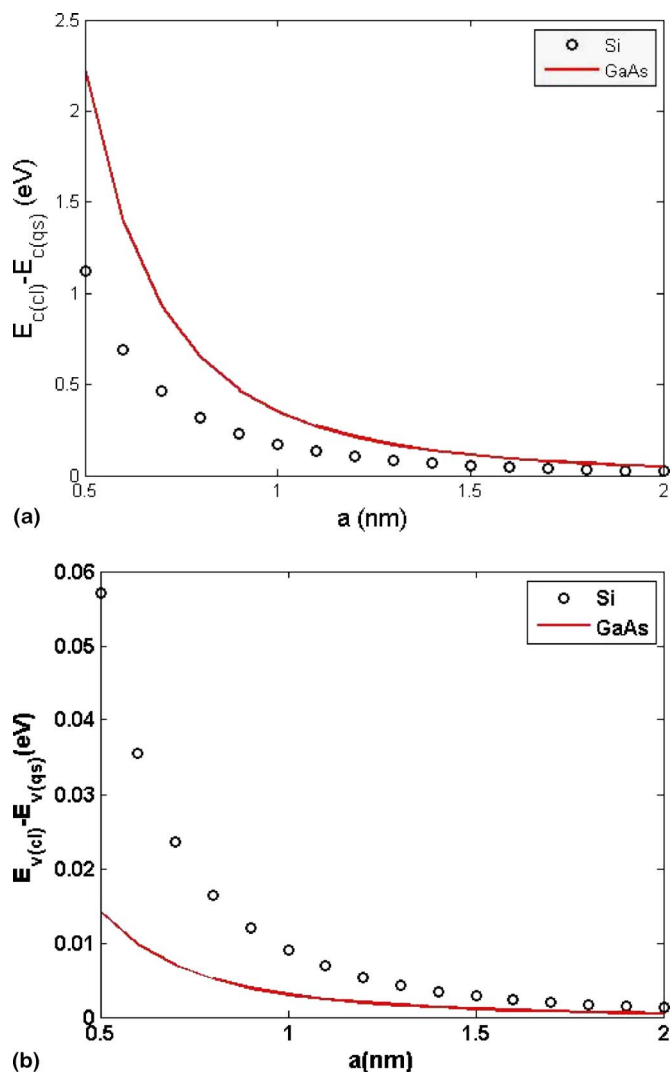 2.5
2
1.5
1
0.5
0
E_c(cl)-E_c(qs) (eV)
Si
GaAs
0.5
1
1.5
2
(a)
a (nm)
0.06
0.05
0.04
0.03
0.02
0.01
0
E_v(cl)-E_v(qs)(eV)
Si
GaAs
0.5
1
1.5
2
(b)
a(nm)